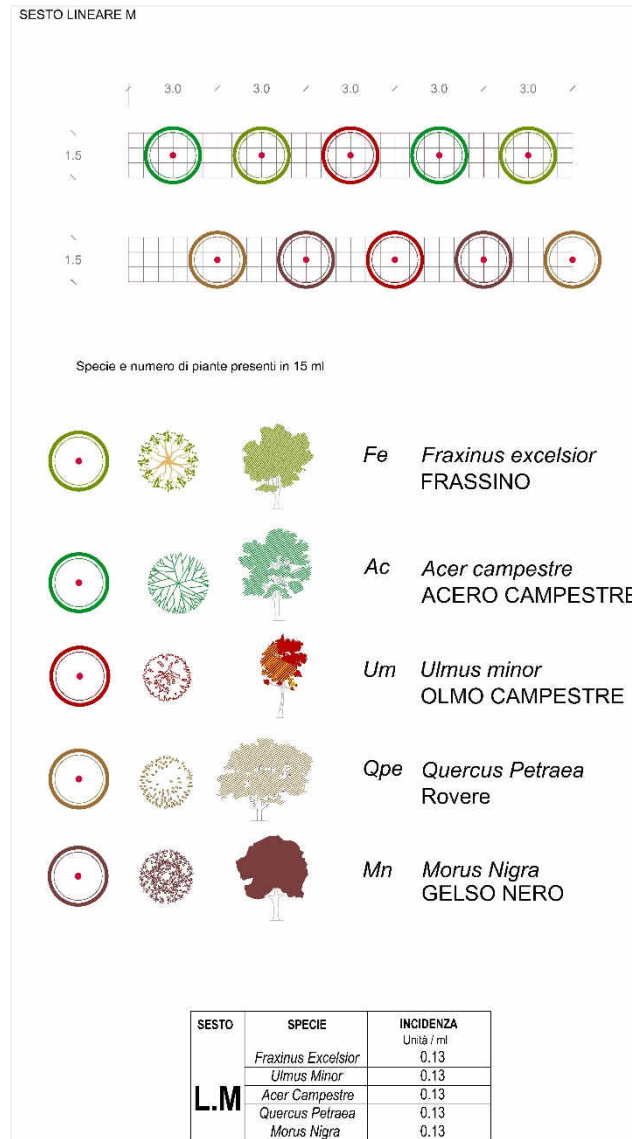 SESTO LINEARE M
3.0 3.0 3.0 3.0 3.0
1.5
1.5
Specie e numero di piante presenti in 15 ml
Fe Fraxinus excelsior
FRASSINO
Ac Acer campestre
ACERO CAMPESTRE
Um Ulmus minor
OLMO CAMPESTRE
Qpe Quercus Petraea
Rovere
Mn Morus Nigra
GELSO NERO
SESTO SPECIE INCIDENZA
Unità / ml
Fraxinus Excelsior 0.13
Ulmus Minor 0.13
L.M Acer Campestre 0.13
Quercus Petraea 0.13
Morus Nigra 0.13